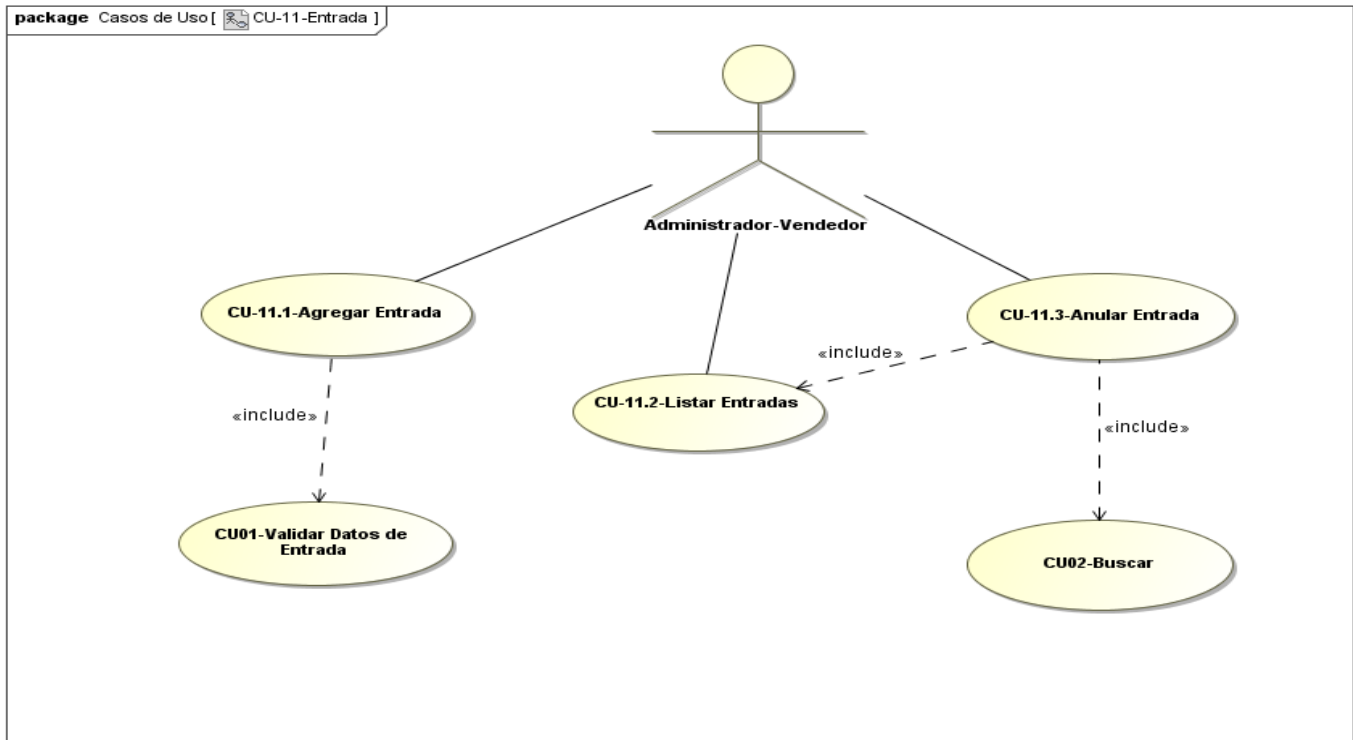 package Casos de Uso [ CU-11-Entrada ]
Administrador-Vendedor
CU-11.1-Agregar Entrada
CU-11.3-Anular Entrada
«include»
CU-11.2-Listar Entradas
«include»
«include»
CU01-Validar Datos de
Entrada
CU02-Buscar